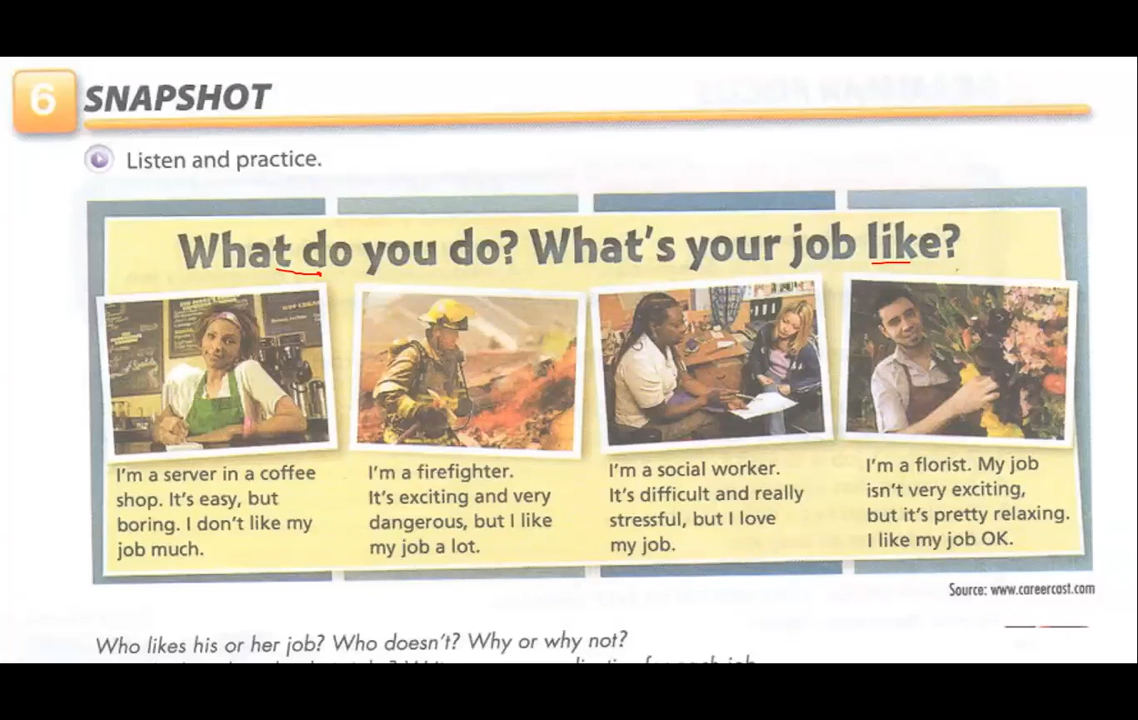 6 SNAPSHOT
Listen and practice.
What do you do? What's your job like?
I'm a server in a coffee
shop. It's easy, but
boring. I don't like my
job much.
I'm a firefighter.
It's exciting and very
dangerous, but I like
my job a lot.
I'm a social worker.
It's difficult and really
stressful, but I love
my job.
I'm a florist. My job
isn't very exciting,
but it's pretty relaxing.
I like my job OK.
Source: www.careercast.com
Who likes his or her job? Who doesn't? Why or why not?